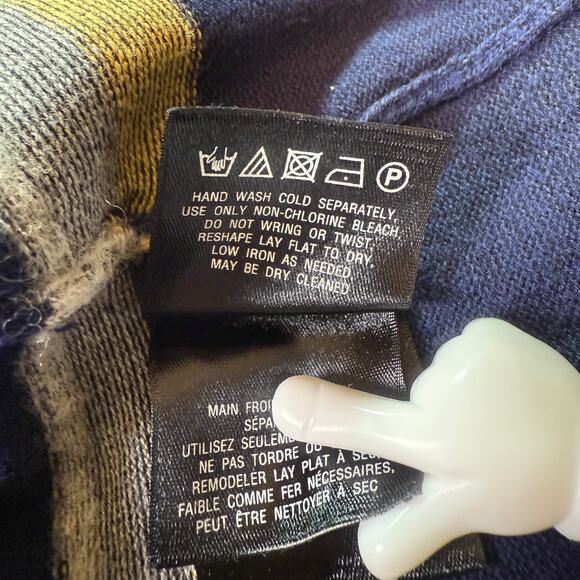 P
HAND WASH COLD SEPARATELY.
USE ONLY NON-CHLORINE BLEACH
DO NOT WRING OR TWIST.
RESHAPE LAY FLAT TO DRY.
LOW IRON AS NEEDED
MAY BE DRY CLEANED
MAIN
UTILISEZ
NE PAS TORDRE
REMODELER LAY PLAT À
FAIBLE COMME FER NÉCESSAIRES,
PEUT ÊTRE NETTOYER À SEC